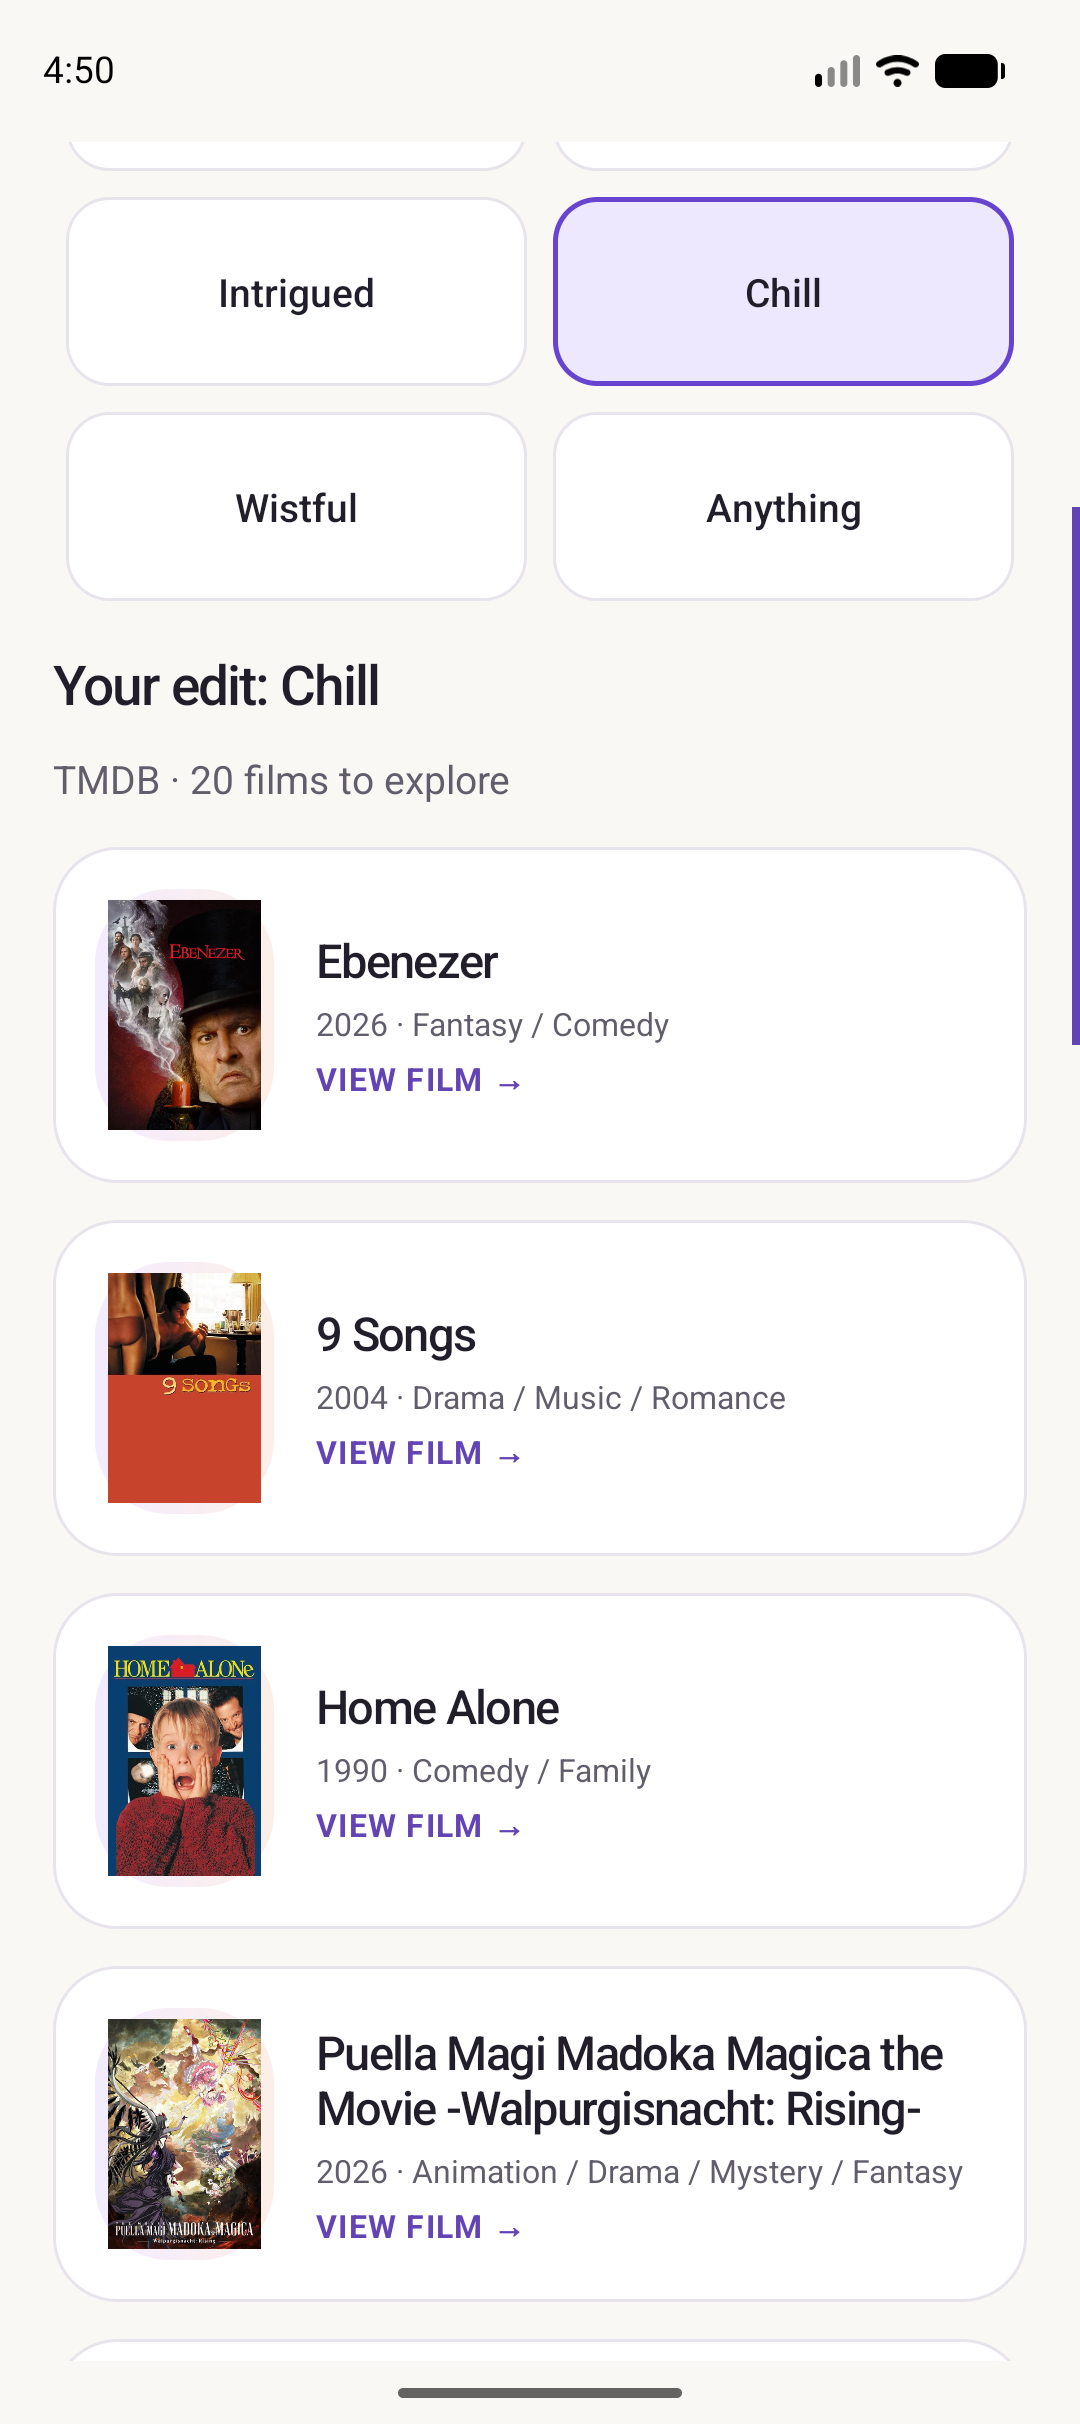 4:50
Intrigued
Chill
Wistful
Anything
Your edit: Chill
TMDB · 20 films to explore
EBENEZER
Ebenezer
2026 · Fantasy / Comedy
VIEW FILM →
9 songs
9 Songs
2004 · Drama / Music / Romance
VIEW FILM →
HOME ALONe
Home Alone
1990 · Comedy / Family
VIEW FILM →
PUELLA MAGI MADOKA MAGICA
Walpurgisnacht: Rising
Puella Magi Madoka Magica the
Movie -Walpurgisnacht: Rising-
2026 · Animation / Drama / Mystery / Fantasy
VIEW FILM →